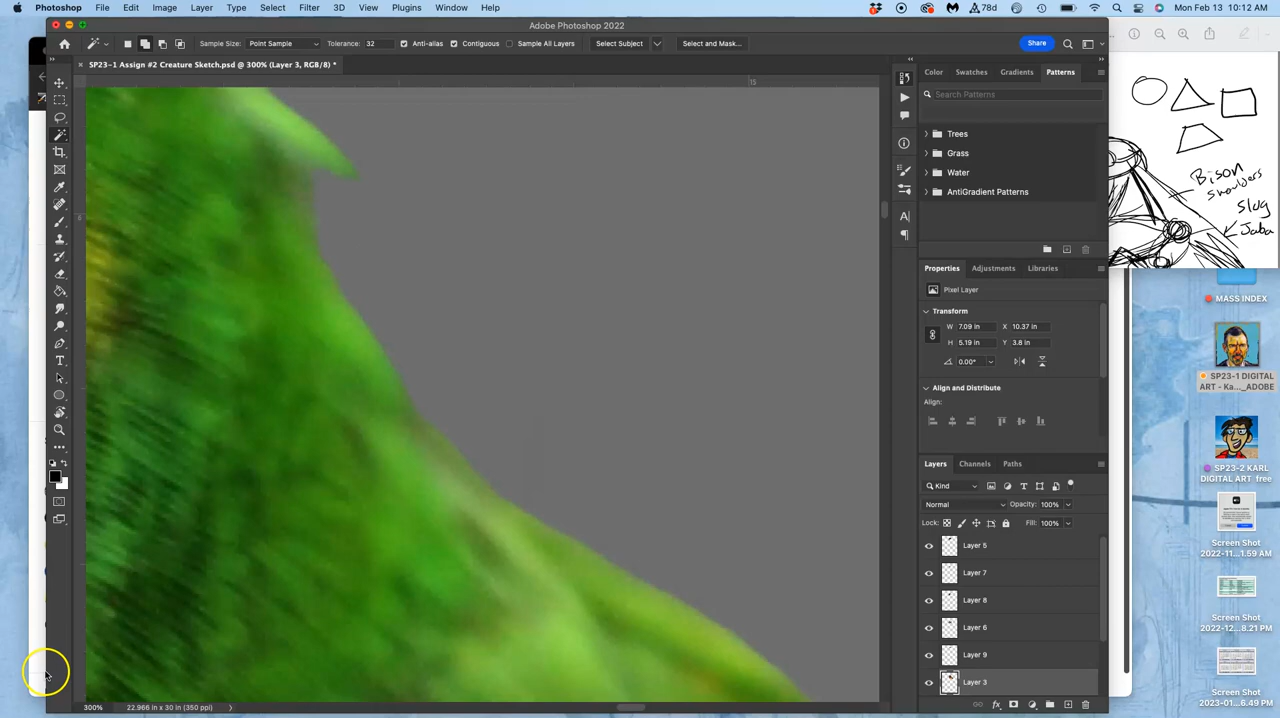 Photoshop File Edit Image Layer Type Select Filter 3D View Plugins Window Help
78d
Mon Feb 13 10:12 AM
Adobe Photoshop 2022
Sample Size: Point Sample Tolerance: 32 Anti-alias Contiguous Sample All Layers Select Subject Select and Mask... Share
× SP23-1 Assign #2 Creature Sketch.psd @ 300% (Layer 3, RGB/8) *
15
Color Swatches Gradients Patterns
Search Patterns
Trees
Grass
Water
AntiGradient Patterns
Properties Adjustments Libraries
Pixel Layer
Transform
W 7.09 in X 10.37 in
H 5.19 in Y 3.8 in
0.00°
Align and Distribute
Align:
Layers Channels Paths
Kind
Normal Opacity: 100%
Lock: Fill: 100%
Layer 5
Layer 7
Layer 8
Layer 6
Layer 9
Layer 3
300% 22.966 in x 30 in (350 ppi)
Bison
shoulders
slug
Jaba
MASS INDEX
SP23-1 DIGITAL
ART - Ka..._ADOBE
SP23-2 KARL
DIGITAL ART_free
Screen Shot
2022-11...1.59 AM
Screen Shot
2022-12...8.21 PM
Screen Shot
2023-01...6.49 PM